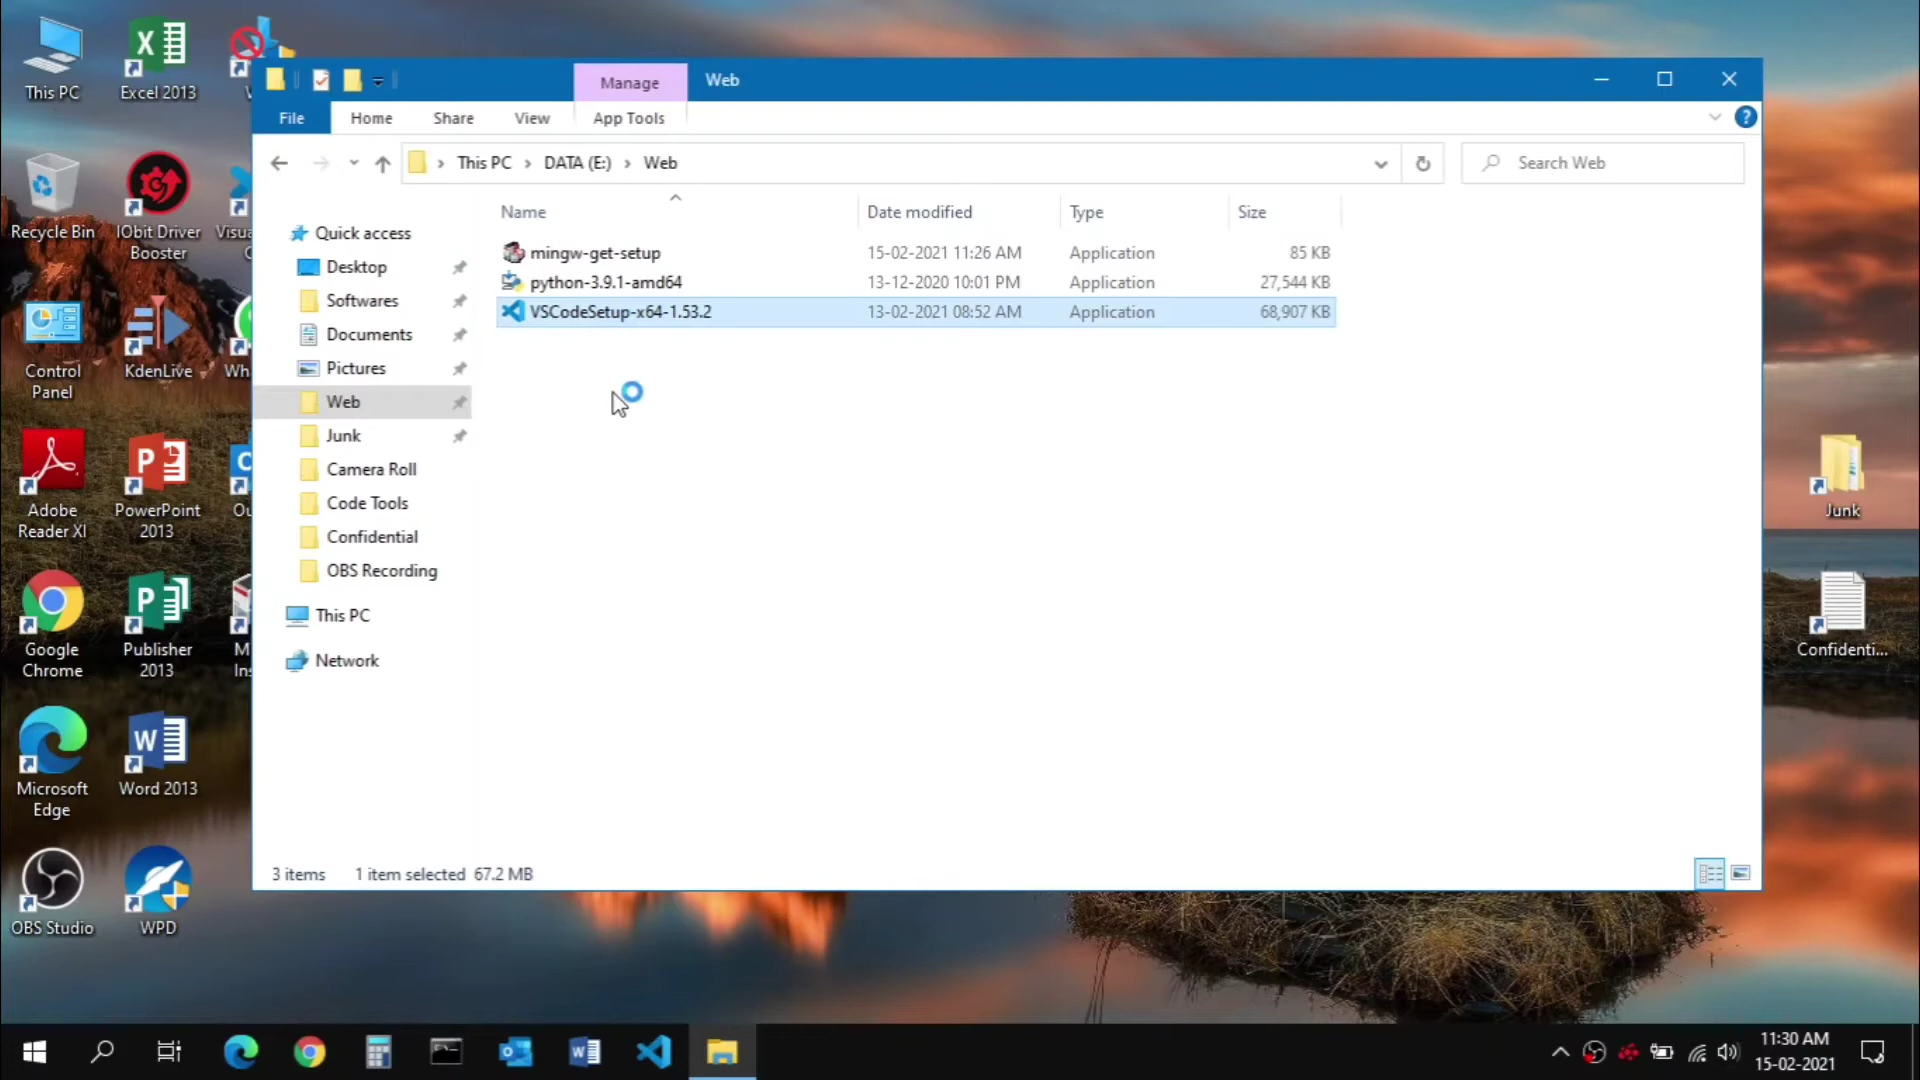 This PC
Excel 2013
Recycle Bin
IObit Driver
Booster
Control
Panel
KdenLive
Adobe
Reader XI
PowerPoint
2013
Google
Chrome
Publisher
2013
Microsoft
Edge
Word 2013
OBS Studio
WPD
Manage
Web
File
Home
Share
View
App Tools
This PC
DATA (E:)
Web
Search Web
Name
Date modified
Type
Size
mingw-get-setup
15-02-2021 11:26 AM
Application
85 KB
python-3.9.1-amd64
13-12-2020 10:01 PM
Application
27,544 KB
VSCodeSetup-x64-1.53.2
13-02-2021 08:52 AM
Application
68,907 KB
Quick access
Desktop
Softwares
Documents
Pictures
Web
Junk
Camera Roll
Code Tools
Confidential
OBS Recording
This PC
Network
3 items
1 item selected 67.2 MB
Junk
Confidenti...
11:30 AM
15-02-2021